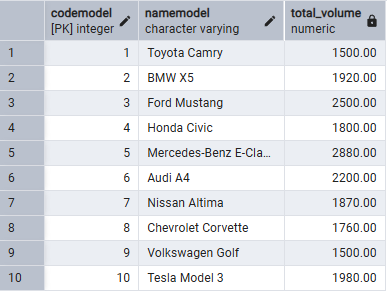 codemodel namemodel total_volume
[PK] integer character varying numeric
1 1 Toyota Camry 1500.00
2 2 BMW X5 1920.00
3 3 Ford Mustang 2500.00
4 4 Honda Civic 1800.00
5 5 Mercedes-Benz E-Cla... 2880.00
6 6 Audi A4 2200.00
7 7 Nissan Altima 1870.00
8 8 Chevrolet Corvette 1760.00
9 9 Volkswagen Golf 1500.00
10 10 Tesla Model 3 1980.00